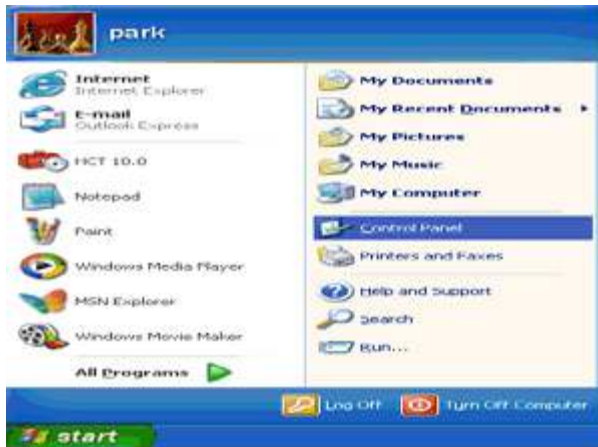 park
Internet
Internet Explorer
E-mail
Outlook Express
HCT 10.0
Notepad
Paint
Windows Media Player
MSN Explorer
Windows Movie Maker
All Programs
My Documents
My Recent Documents
My Pictures
My Music
My Computer
Control Panel
Printers and Faxes
Help and Support
Search
Run...
Log Off
Turn Off Computer
start